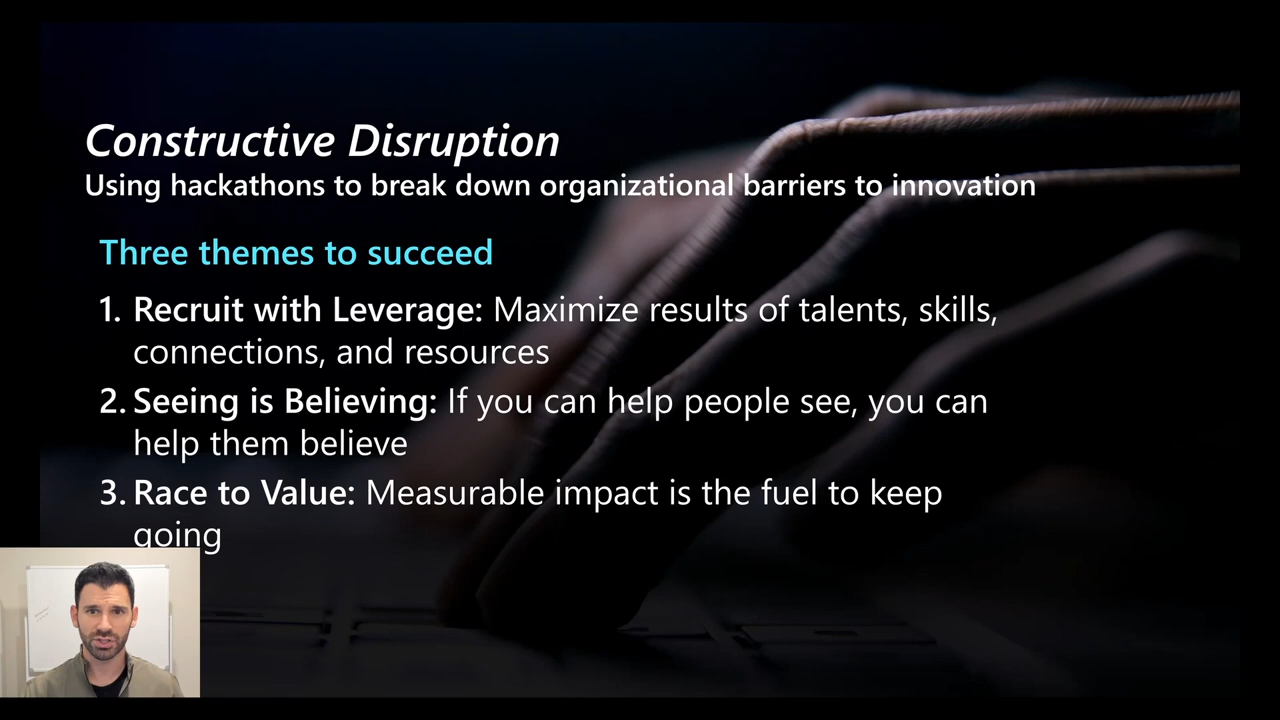 Constructive Disruption
Using hackathons to break down organizational barriers to innovation
Three themes to succeed
1. Recruit with Leverage: Maximize results of talents, skills,
connections, and resources
2. Seeing is Believing: If you can help people see, you can
help them believe
3. Race to Value: Measurable impact is the fuel to keep
going